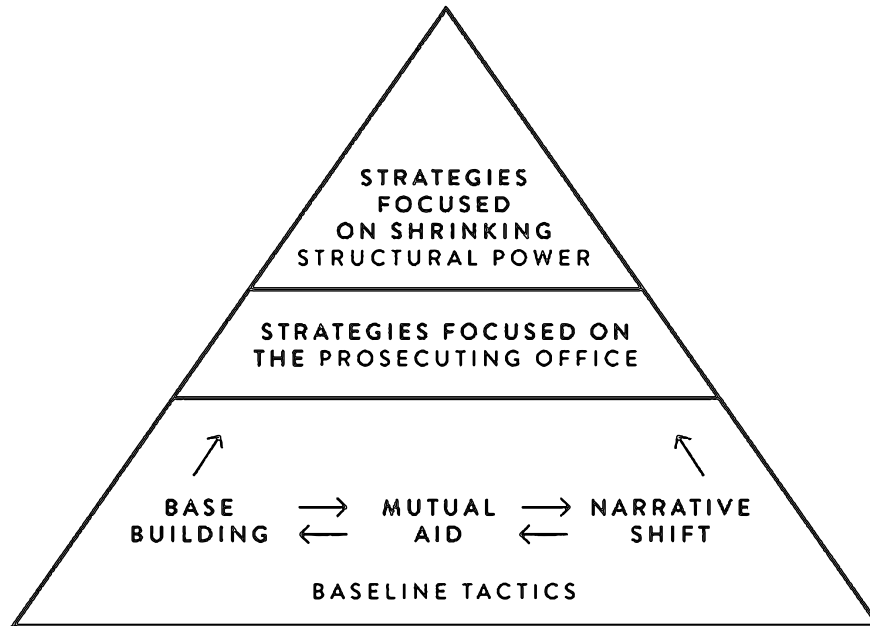 STRATEGIES
FOCUSED
ON SHRINKING
STRUCTURAL POWER
STRATEGIES FOCUSED ON
THE PROSECUTING OFFICE
BASE BUILDING
MUTUAL AID
NARRATIVE SHIFT
BASELINE TACTICS